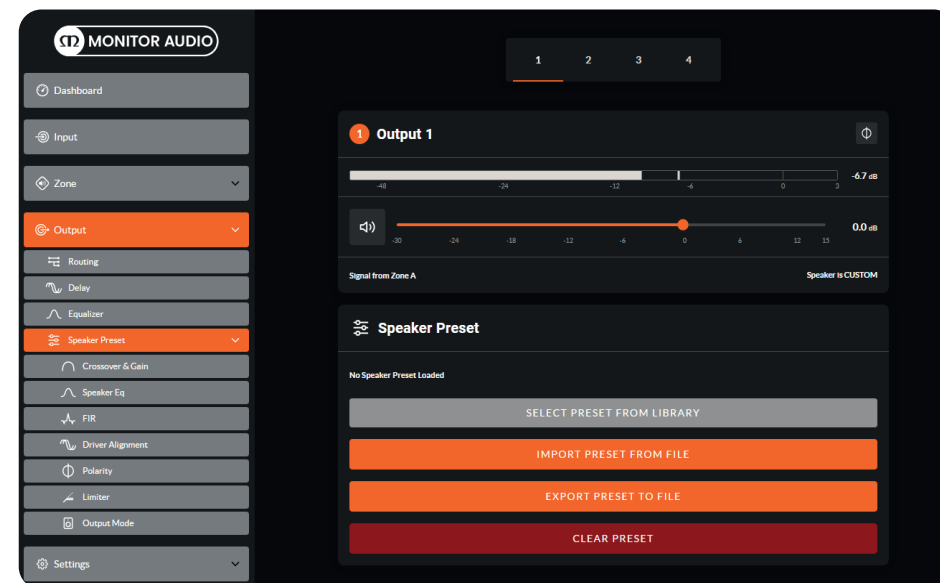 MONITOR AUDIO
Dashboard
Input
Zone
Output
Routing
Delay
Equalizer
Speaker Preset
Crossover & Gain
Speaker Eq
FIR
Driver Alignment
Polarity
Limiter
Output Mode
Settings
1 2 3 4
1 Output 1
-6.7 dB
-48 -24 -12 -6 0 3
0.0 dB
-30 -24 -18 -12 -6 0 6 12 15
Signal from Zone A Speaker is CUSTOM
Speaker Preset
No Speaker Preset Loaded
SELECT PRESET FROM LIBRARY
IMPORT PRESET FROM FILE
EXPORT PRESET TO FILE
CLEAR PRESET